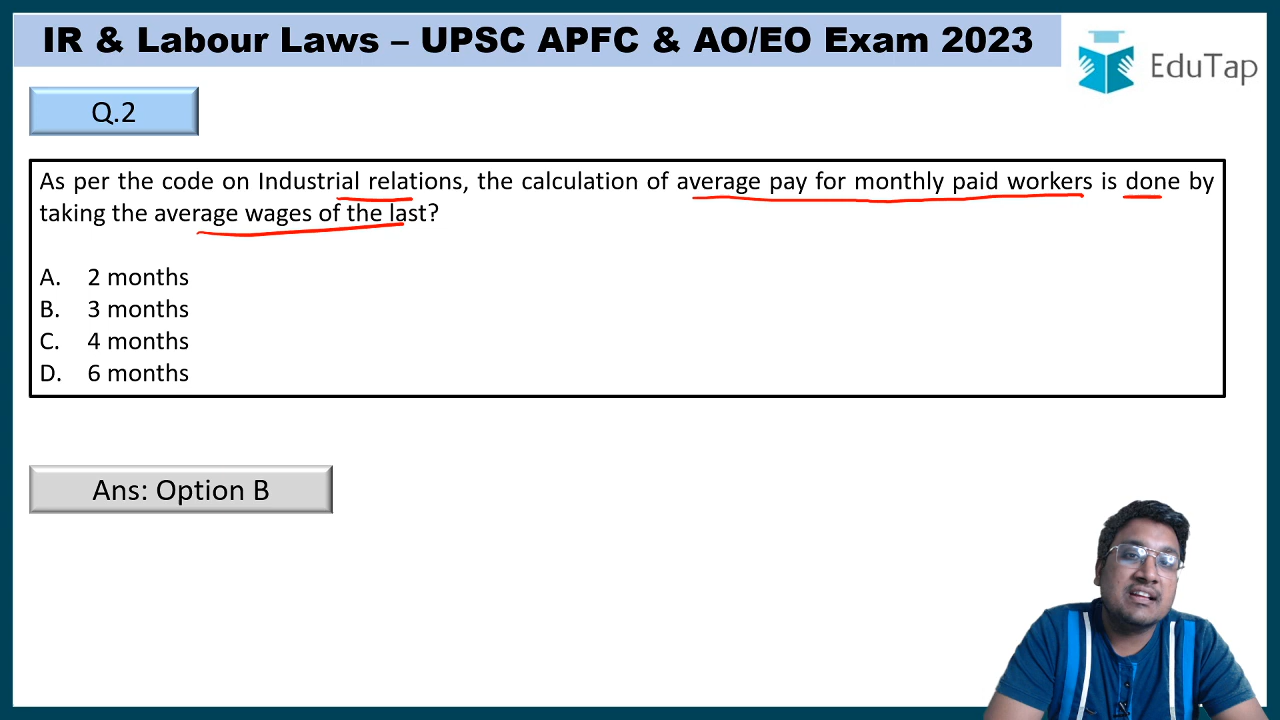 IR & Labour Laws – UPSC APFC & AO/EO Exam 2023
EduTap
Q.2
As per the code on Industrial relations, the calculation of average pay for monthly paid workers is done by
taking the average wages of the last?
A. 2 months
B. 3 months
C. 4 months
D. 6 months
Ans: Option B